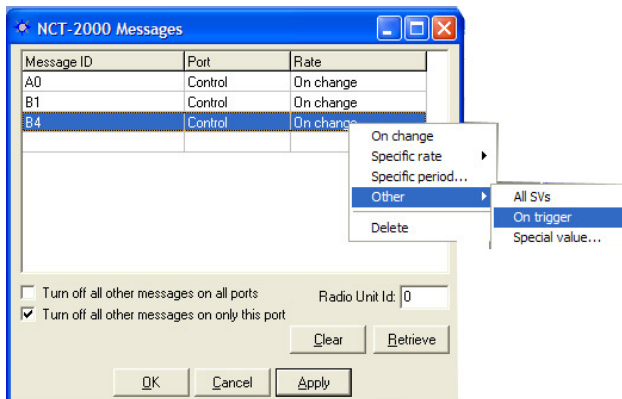 NCT-2000 Messages
Message ID Port Rate
A0 Control On change
B1 Control On change
B4 Control On change
On change
Specific rate
Specific period...
Other
Delete
All SVs
On trigger
Special value...
Turn off all other messages on all ports
Radio Unit Id: 0
Turn off all other messages on only this port
Clear Retrieve
OK Cancel Apply